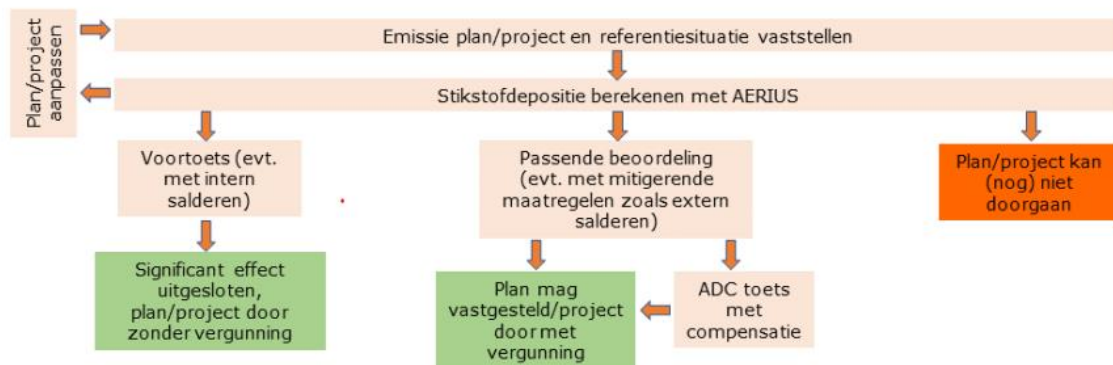 Plan/project
aanpassen
Emissie plan/project en referentiesituatie vaststellen
Stikstofdepositie berekenen met AERIUS
Voortoets (evt.
met intern
salderen)
Passende beoordeling
(evt. met mitigerende
maatregelen zoals extern
salderen)
Plan/project kan
(nog) niet
doorgaan
Significant effect
uitgesloten,
plan/project door
zonder vergunning
Plan mag
vastgesteld/project
door met
vergunning
ADC toets
met
compensatie